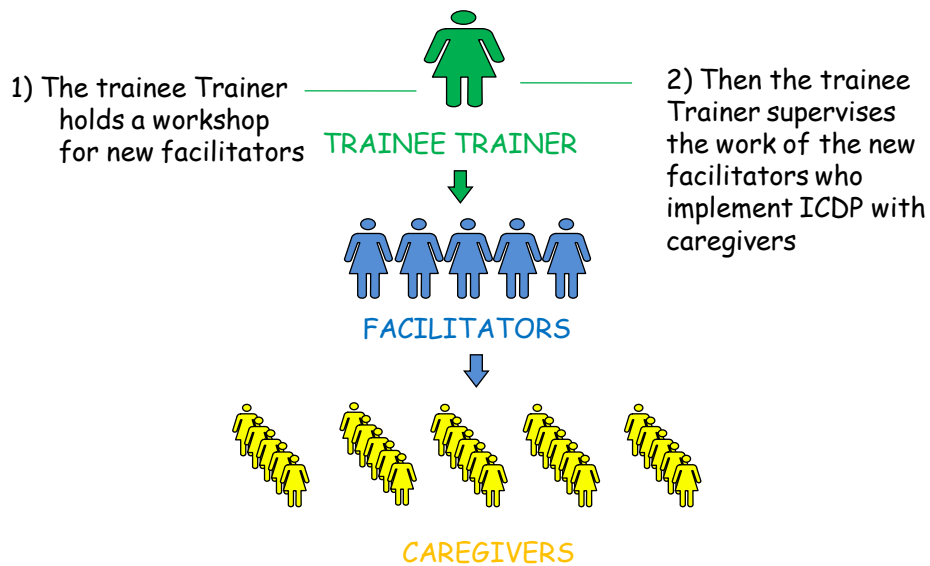 1) The trainee Trainer
holds a workshop
for new facilitators
2) Then the trainee
Trainer supervises
the work of the new
facilitators who
implement ICDP with
caregivers
TRAINEE TRAINER
FACILITATORS
CAREGIVERS